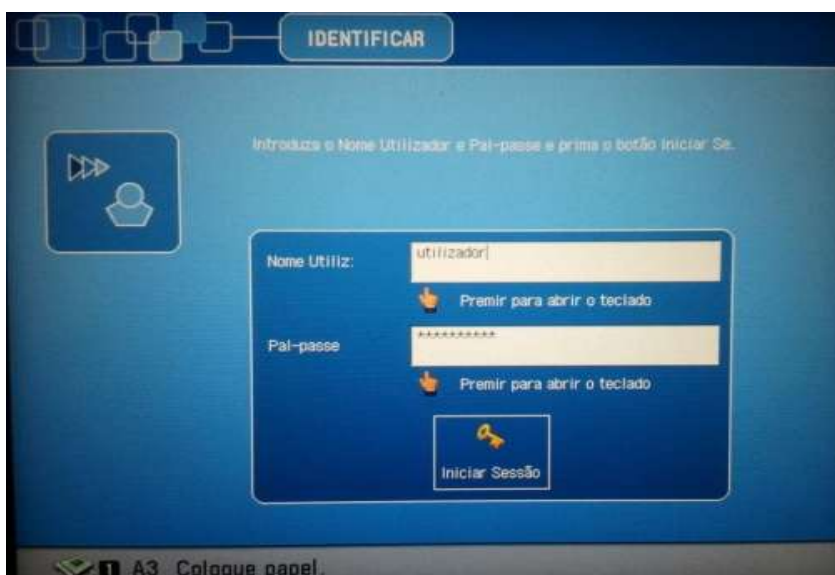 IDENTIFICAR
Introduza o Nome Utilizador e Pal-passe e prima o botão Iniciar Se.
Nome Utiliz:
utilizador
Premir para abrir o teclado
Pal-passe
**********
Premir para abrir o teclado
Iniciar Sessão
1 A3 Coloque papel.